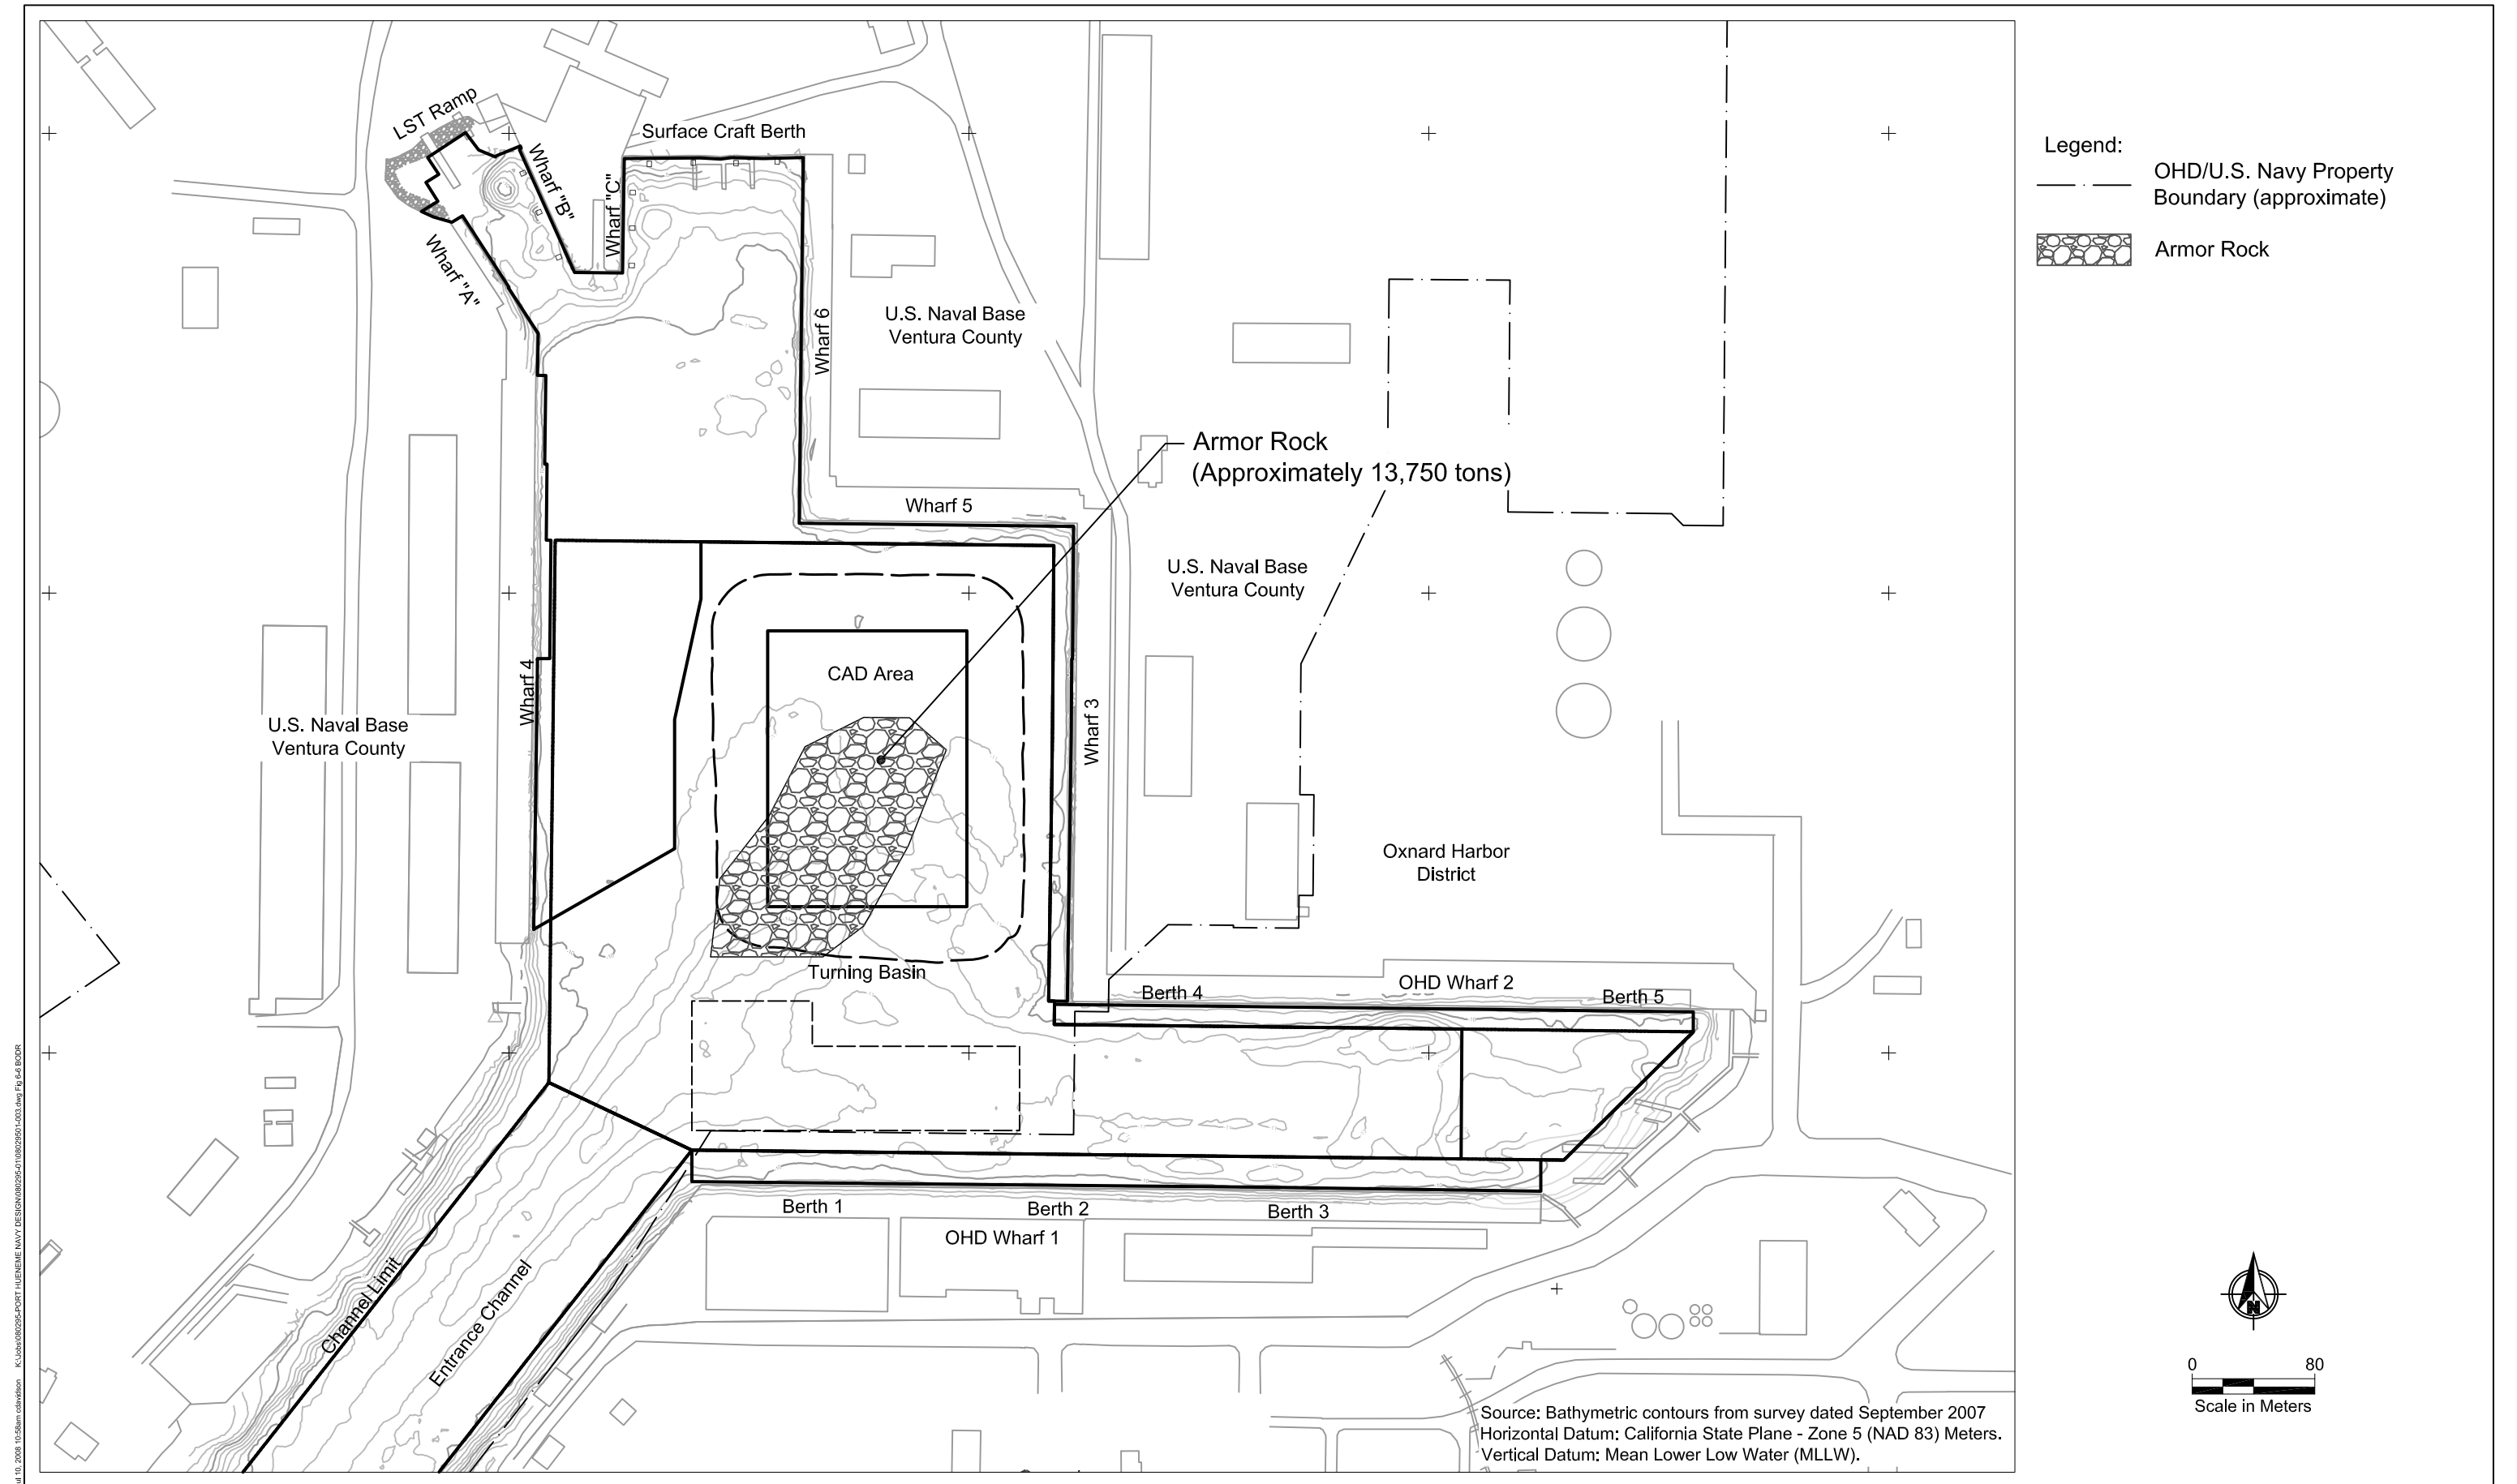 LST Ramp
Surface Craft Berth
Wharf "B"
Wharf "C"
Wharf "A"
Wharf 6
U.S. Naval Base
Ventura County
Armor Rock
(Approximately 13,750 tons)
Wharf 5
U.S. Naval Base
Ventura County
CAD Area
Wharf 4
Wharf 3
U.S. Naval Base
Ventura County
Oxnard Harbor
District
Turning Basin
Berth 4
OHD Wharf 2
Berth 5
Berth 1
Berth 2
Berth 3
OHD Wharf 1
Channel Limit
Entrance Channel
Legend:
OHD/U.S. Navy Property
Boundary (approximate)
Armor Rock
N
0 80
Scale in Meters
Source: Bathymetric contours from survey dated September 2007
Horizontal Datum: California State Plane - Zone 5 (NAD 83) Meters.
Vertical Datum: Mean Lower Low Water (MLLW).
10, 2008 10:58am cdavidson